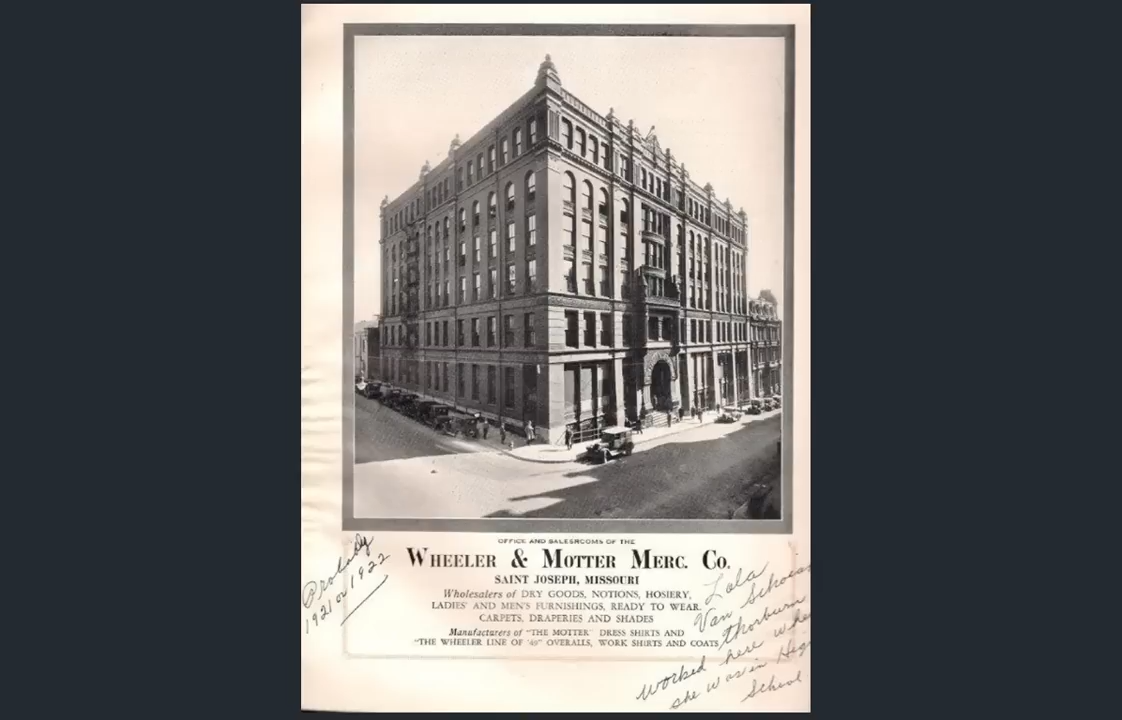 OFFICE AND SALESROOMS OF THE
WHEELER & MOTTER MERC. CO.
SAINT JOSEPH, MISSOURI
Wholesalers of DRY GOODS, NOTIONS, HOSIERY,
LADIES' AND MEN'S FURNISHINGS, READY TO WEAR,
CARPETS, DRAPERIES AND SHADES
Manufacturers of "THE MOTTER" DRESS SHIRTS AND
"THE WHEELER LINE OF '49" OVERALLS, WORK SHIRTS AND COATS
Probably
1921 or 1922
Lola
Van
Thorburn
worked here
she was in
School